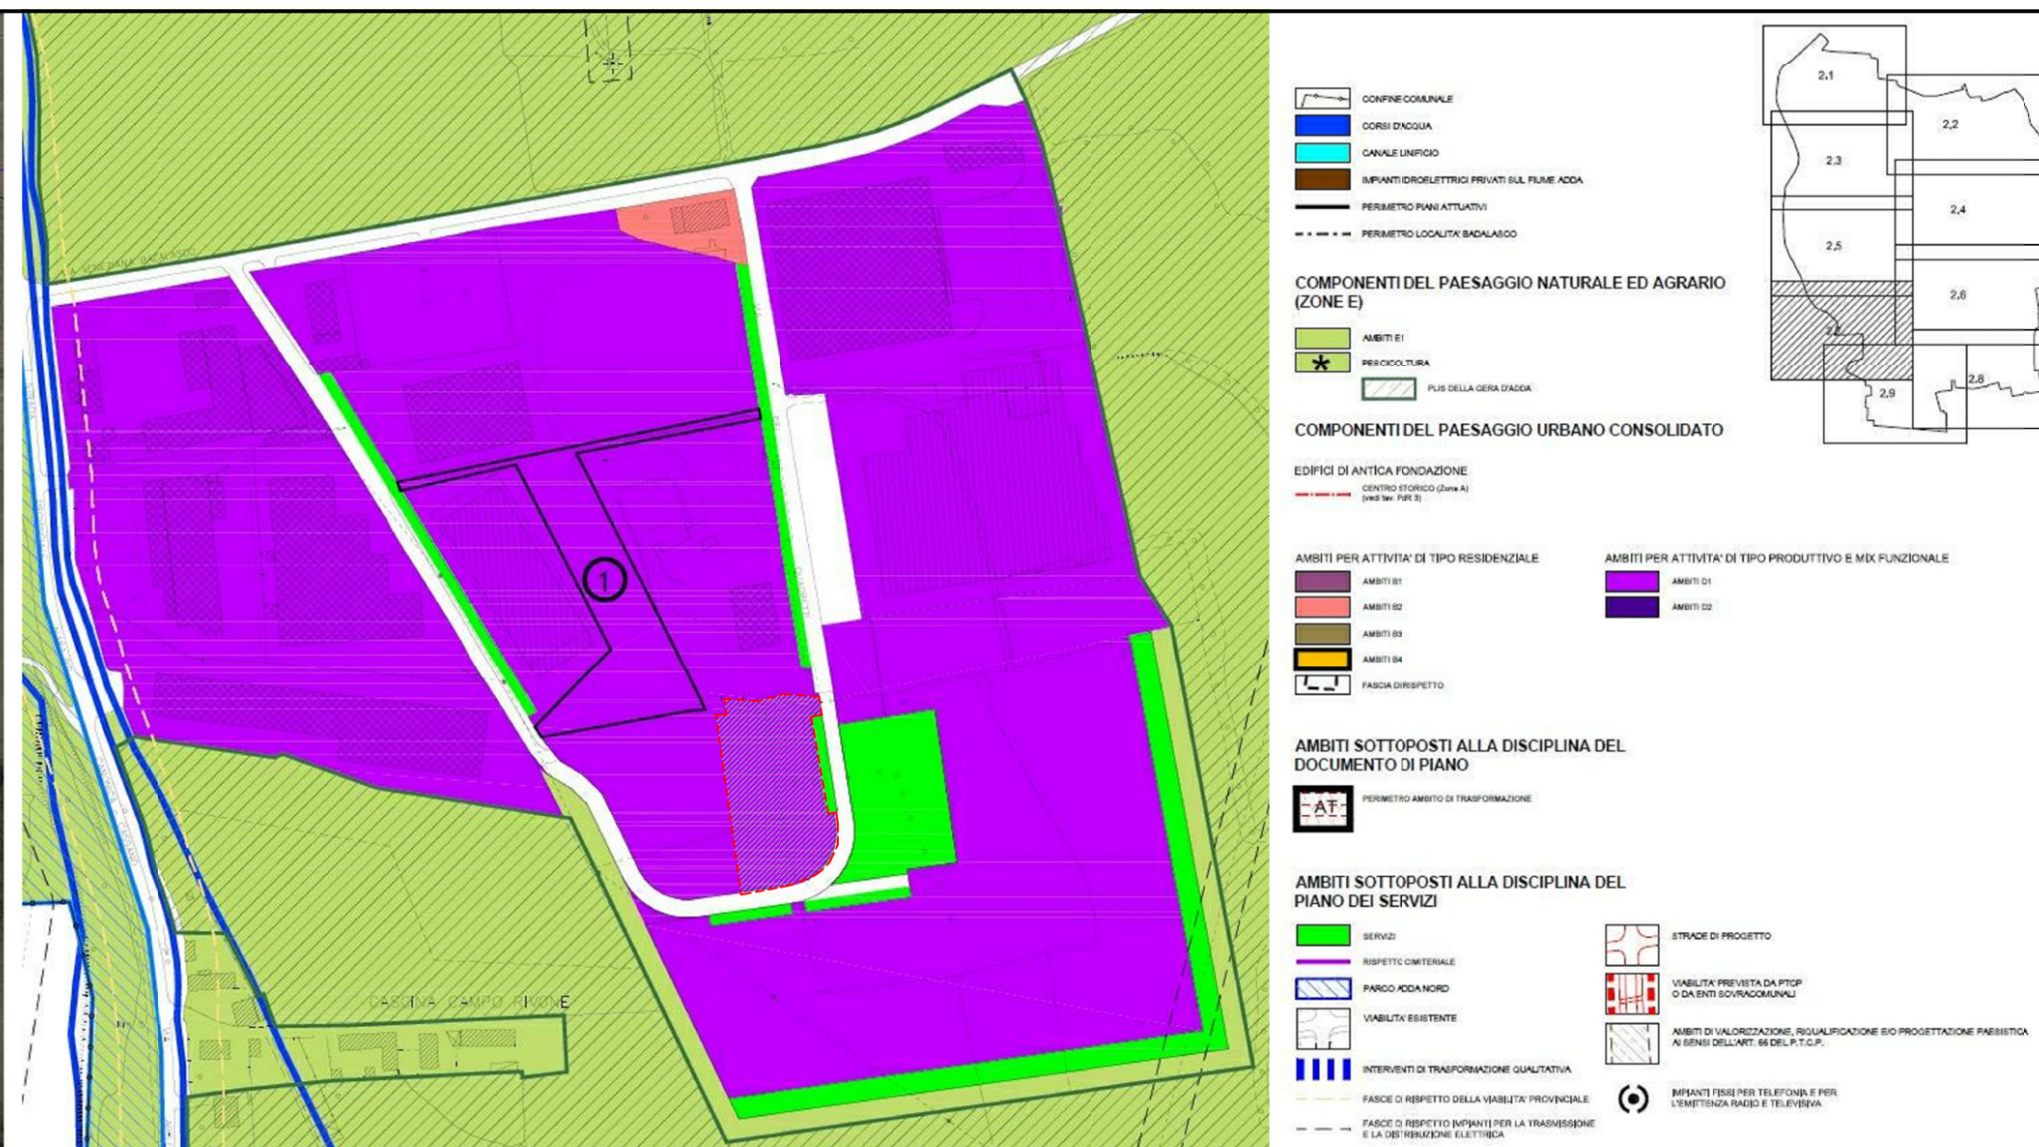 VENEZIANA BADALASCO
1
CASCINA CAMPO RIVONE
CONFINE COMUNALE
CORSI D'ACQUA
CANALE LINIFICIO
IMPIANTI IDROELETTRICI PRIVATI SUL FIUME ADDA
PERIMETRO PIANI ATTUATIVI
PERIMETRO LOCALITA' BADALASCO
COMPONENTI DEL PAESAGGIO NATURALE ED AGRARIO
(ZONE E)
AMBITI E1
PESCICOLTURA
PLIS DELLA GERA D'ADDA
COMPONENTI DEL PAESAGGIO URBANO CONSOLIDATO
EDIFICI DI ANTICA FONDAZIONE
CENTRO STORICO (Zona A)
(vedi tav. PdR 3)
AMBITI PER ATTIVITA' DI TIPO RESIDENZIALE
AMBITI B1
AMBITI B2
AMBITI B3
AMBITI B4
FASCIA DI RISPETTO
AMBITI PER ATTIVITA' DI TIPO PRODUTTIVO E MIX FUNZIONALE
AMBITI D1
AMBITI D2
AMBITI SOTTOPOSTI ALLA DISCIPLINA DEL
DOCUMENTO DI PIANO
AT
PERIMETRO AMBITO DI TRASFORMAZIONE
AMBITI SOTTOPOSTI ALLA DISCIPLINA DEL
PIANO DEI SERVIZI
SERVIZI
RISPETTO CIMITERIALE
PARCO ADDA NORD
VIABILITA' ESISTENTE
INTERVENTI DI TRASFORMAZIONE QUALITATIVA
FASCE DI RISPETTO DELLA VIABILITA' PROVINCIALE
FASCE DI RISPETTO IMPIANTI PER LA TRASMISSIONE
E LA DISTRIBUZIONE ELETTRICA
STRADE DI PROGETTO
VIABILITA' PREVISTA DA PTCP
O DA ENTI SOVRACOMUNALI
AMBITI DI VALORIZZAZIONE, RIQUALIFICAZIONE E/O PROGETTAZIONE PAESISTICA
AI SENSI DELL'ART. 66 DEL P.T.C.P.
IMPIANTI FISSI PER TELEFONIA E PER
L'EMITTENZA RADIO E TELEVISIVA
2.1
2.2
2.3
2.4
2.5
2.6
2.8
2.9